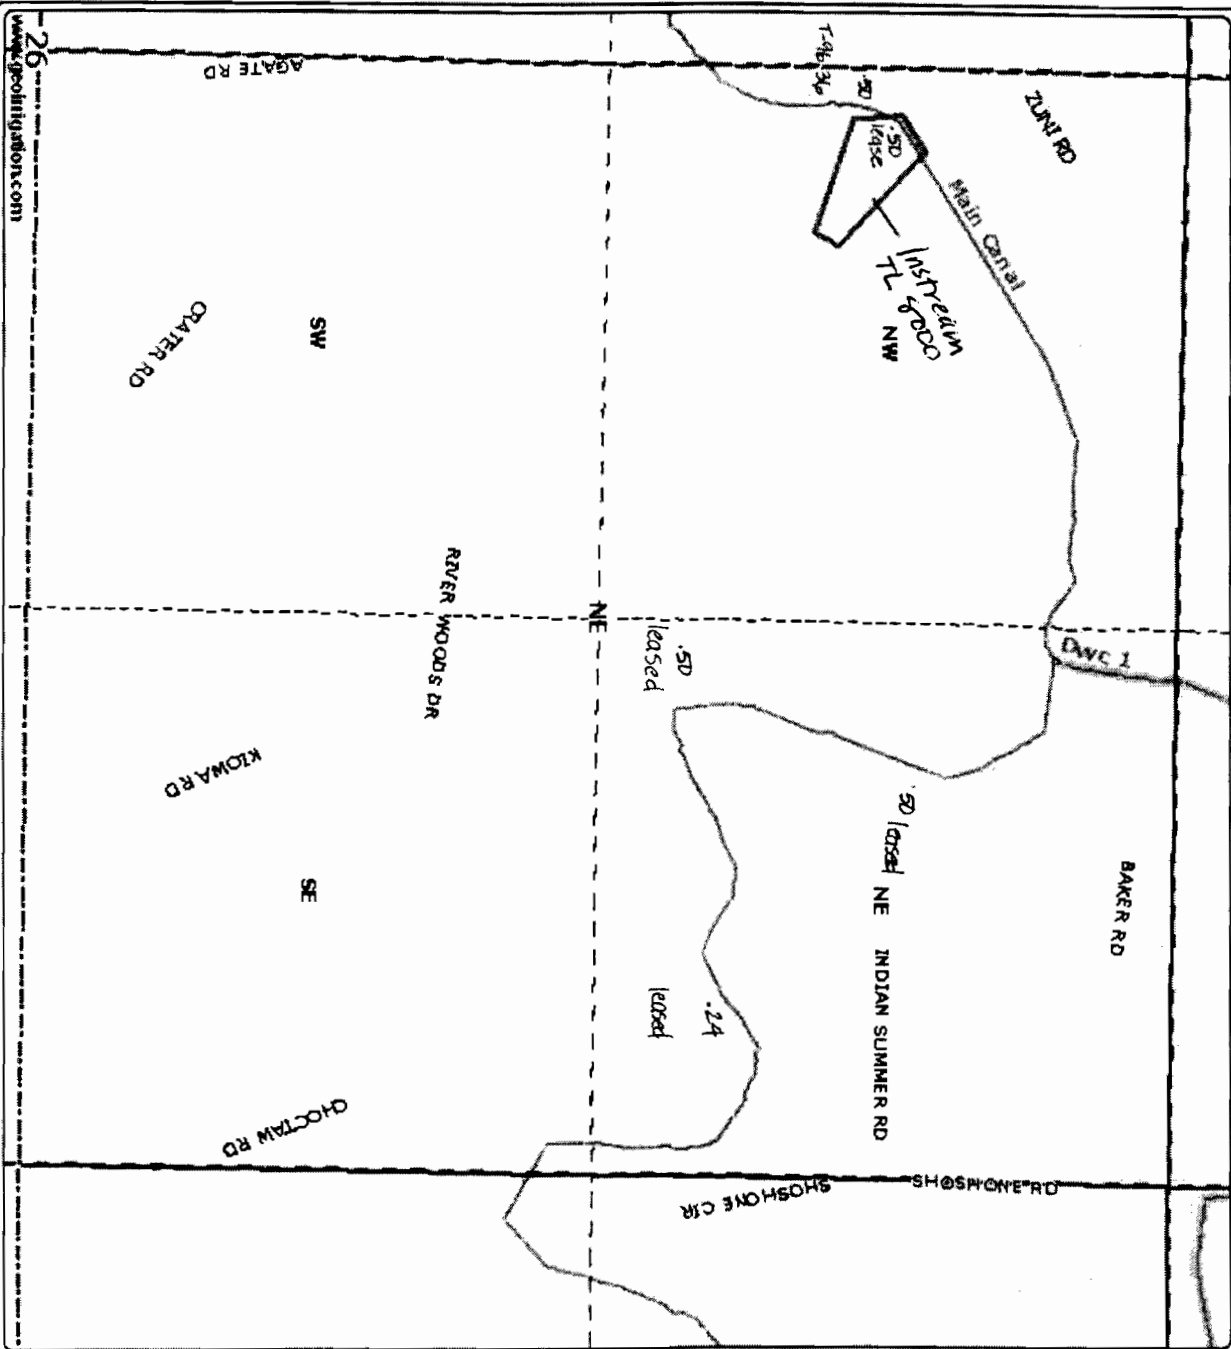 ZUNI RD
T-96.36
.50
.50
lease
Main Canal
Instream
TL 9000
NW
26
www.geoirrigation.com
AGATE RD
SW
CRATER RD
RIVER WOODS DR
NE
.50
leased
DWC 1
.50 leased
NE
INDIAN SUMMER RD
BAKER RD
KIOWA RD
SE
.24
leased
CHOCTAW RD
SHOSHONE CIR
SHOSHONE RD